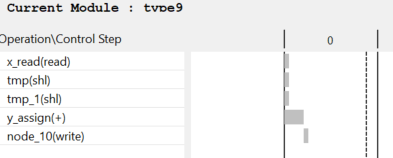 Current Module : type9
Operation\Control Step
0
x_read(read)
tmp(shl)
tmp_1(shl)
y_assign(+)
node_10(write)